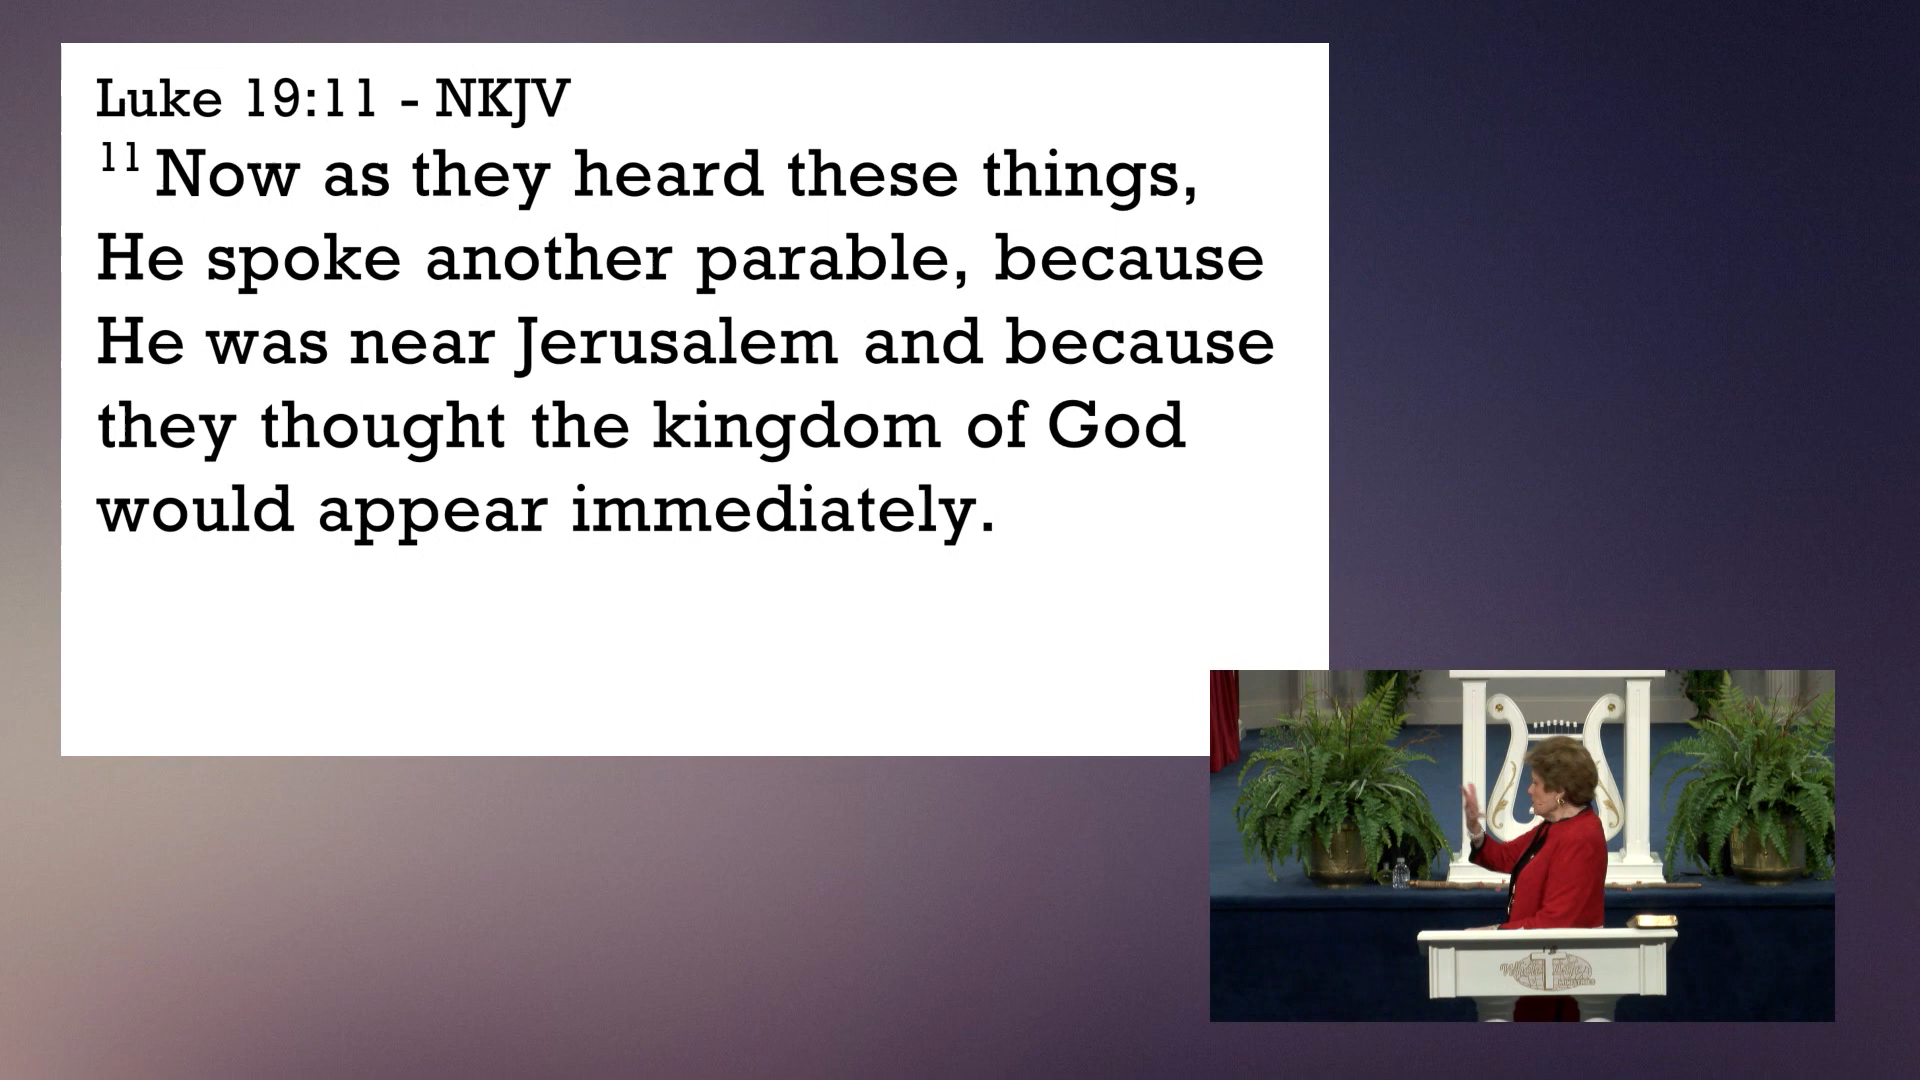 Luke 19:11 - NKJV
11 Now as they heard these things,
He spoke another parable, because
He was near Jerusalem and because
they thought the kingdom of God
would appear immediately.